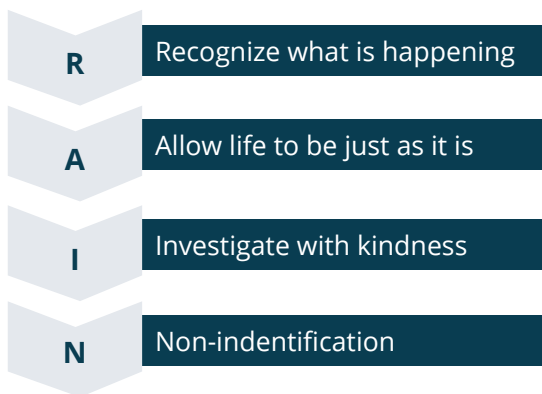 R Recognize what is happening
A Allow life to be just as it is
I Investigate with kindness
N Non-indentification